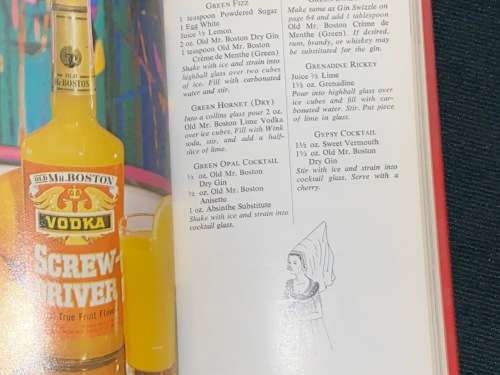 OLD
Mr. BOSTON
OLD MR. BOSTON
VODKA
SCREW-
DRIVER
True Fruit Flavor
GREEN FIZZ
1 teaspoon Powdered Sugar
1 Egg White
Juice ½ Lemon
2 oz. Old Mr. Boston Dry Gin
1 teaspoon Old Mr. Boston
Crème de Menthe (Green)
Shake with ice and strain into
highball glass over two cubes
of ice. Fill with carbonated
water and stir.
GREEN HORNET (DRY)
Into a collins glass pour 2 oz.
Old Mr. Boston Lime Vodka
over ice cubes. Fill with Wink
soda, stir, and add a half-
slice of lime.
GREEN OPAL COCKTAIL
½ oz. Old Mr. Boston
Dry Gin
½ oz. Old Mr. Boston
Anisette
1 oz. Absinthe Substitute
Shake with ice and strain into
cocktail glass.
Make same as Gin Swizzle on
page 64 and add 1 tablespoon
Old Mr. Boston Crème de
Menthe (Green). If desired,
rum, brandy, or whiskey may
be substituted for the gin.
GRENADINE RICKEY
Juice ½ Lime
1½ oz. Grenadine
Pour into highball glass over
ice cubes and fill with car-
bonated water. Stir. Put piece
of lime in glass.
GYPSY COCKTAIL
1½ oz. Sweet Vermouth
1½ oz. Old Mr. Boston
Dry Gin
Stir with ice and strain into
cocktail glass. Serve with a
cherry.